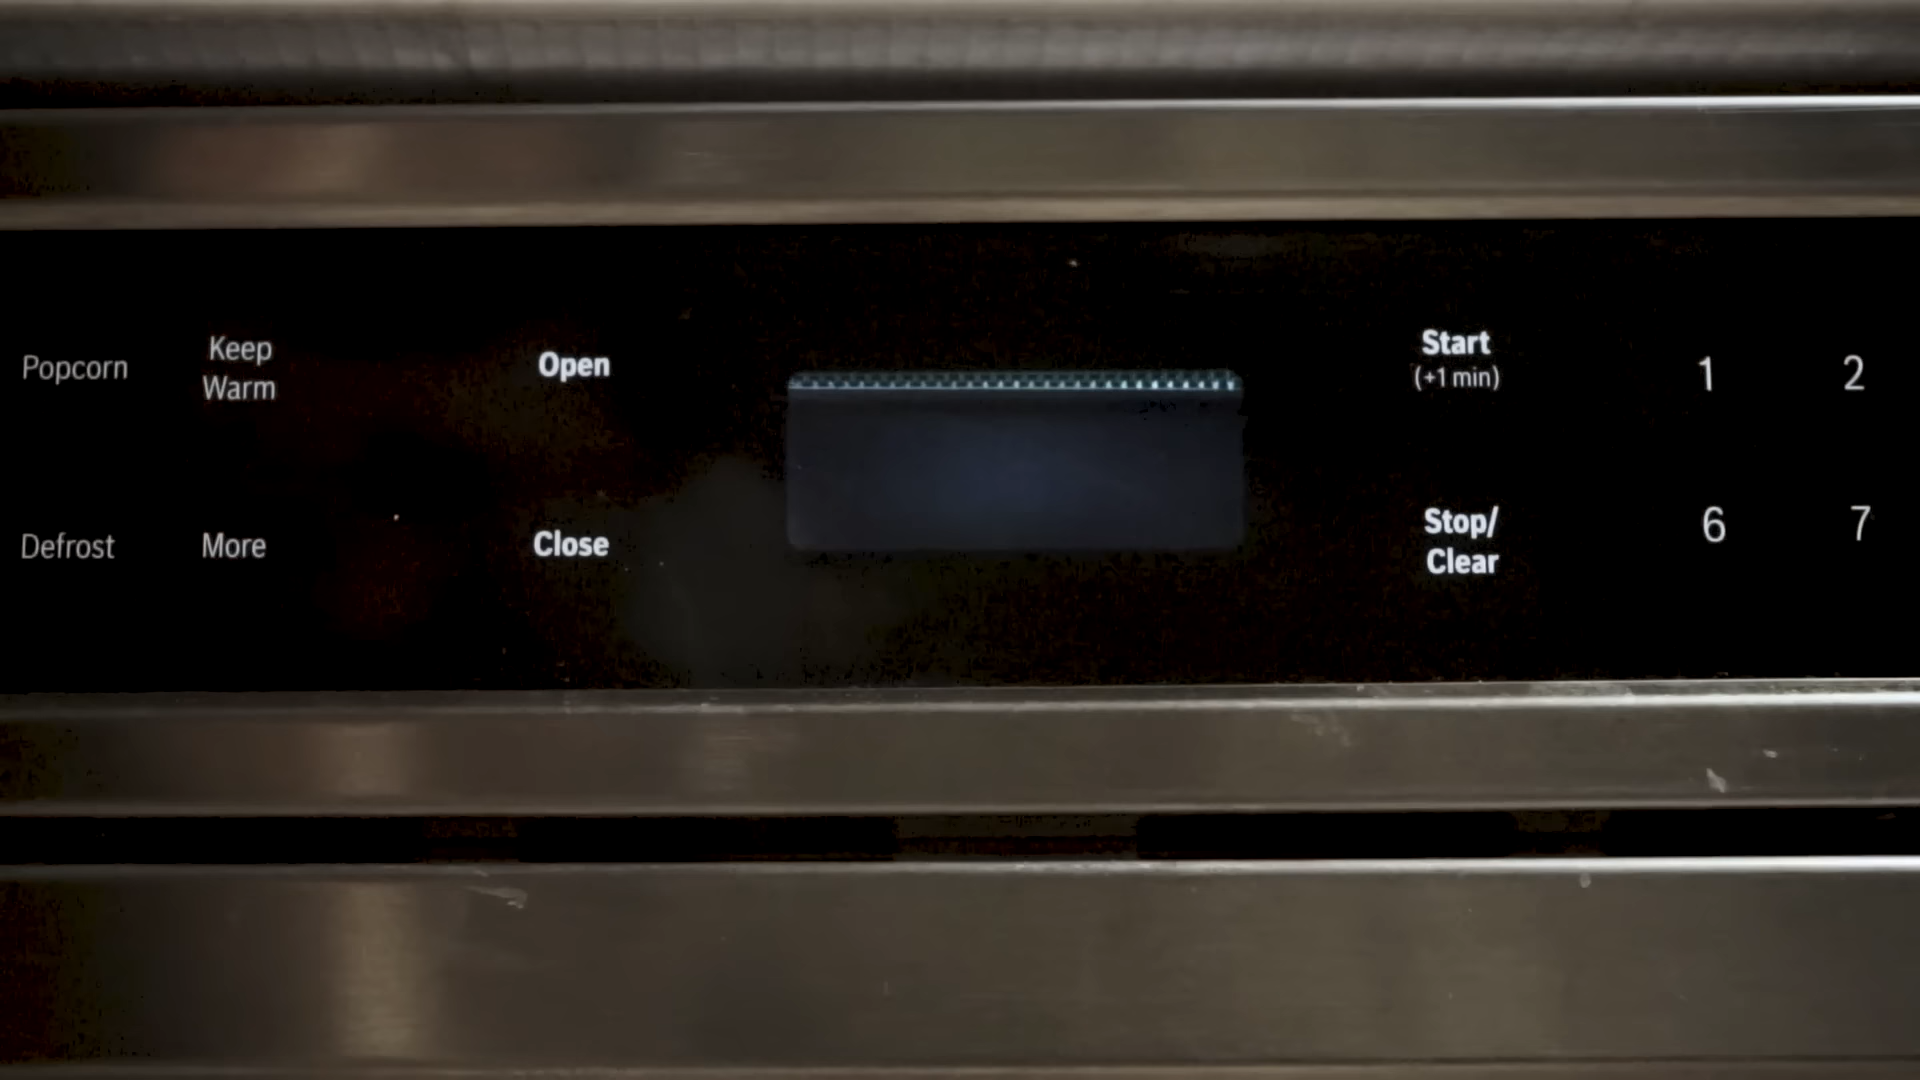 Popcorn
Keep
Warm
Open
Start
(+1 min)
1
2
Defrost
More
Close
Stop/
Clear
6
7